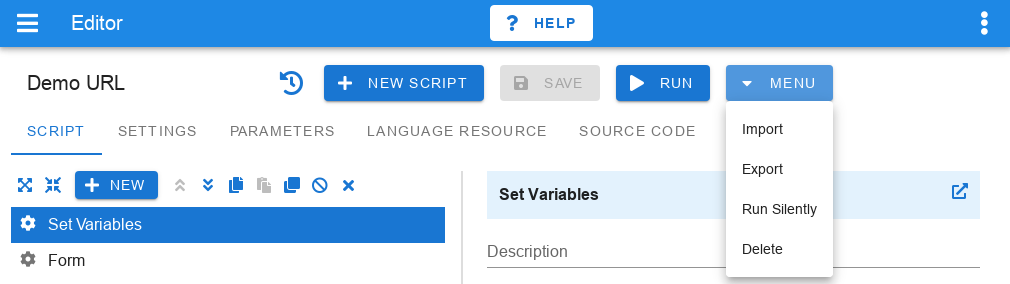 Editor
? HELP
Demo URL
NEW SCRIPT
SAVE
RUN
MENU
SCRIPT
SETTINGS
PARAMETERS
LANGUAGE RESOURCE
SOURCE CODE
Import
Export
Run Silently
Delete
NEW
Set Variables
Form
Set Variables
Description